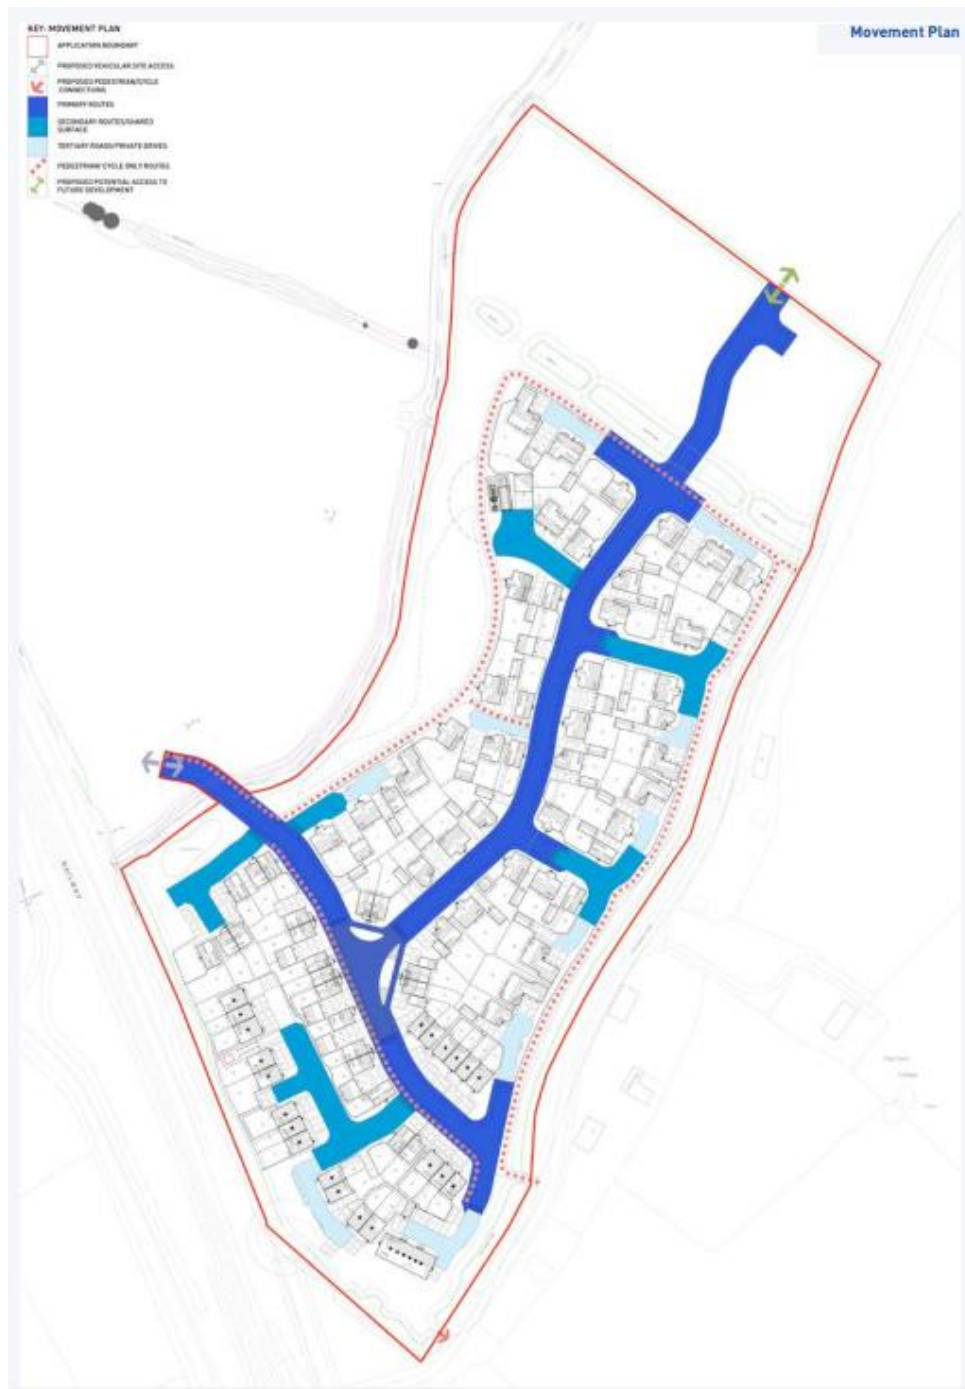 Movement Plan
KEY: MOVEMENT PLAN
APPLICATION BOUNDARY
PROPOSED VEHICULAR SITE ACCESS
PROPOSED PEDESTRIAN/CYCLE
CONNECTIONS
PRIMARY ROUTES
SECONDARY ROUTES/SHARED
SURFACE
TERTIARY ROADS/PRIVATE DRIVES
PEDESTRIAN/ CYCLE ONLY ROUTES
PROPOSED POTENTIAL ACCESS TO
FUTURE DEVELOPMENT
RAILWAY